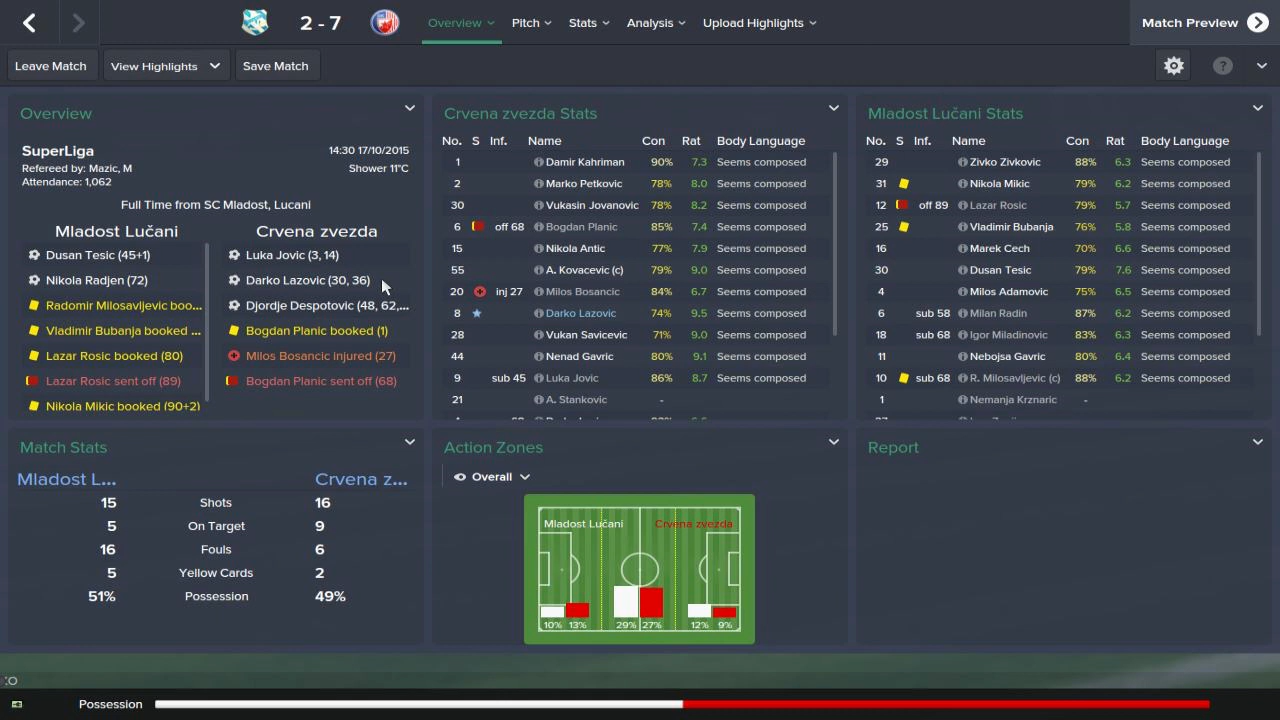 2 - 7
Overview
Pitch
Stats
Analysis
Upload Highlights
Match Preview
Leave Match
View Highlights
Save Match
?
Overview
SuperLiga
14:30 17/10/2015
Refereed by: Mazic, M
Shower 11°C
Attendance: 1,062
Full Time from SC Mladost, Lucani
Mladost Lučani
Crvena zvezda
Dusan Tesic (45+1)
Luka Jovic (3, 14)
Nikola Radjen (72)
Darko Lazovic (30, 36)
Radomir Milosavljevic boo...
Djordje Despotovic (48, 62,...
Vladimir Bubanja booked ...
Bogdan Planic booked (1)
Lazar Rosic booked (80)
Milos Bosancic injured (27)
Lazar Rosic sent off (89)
Bogdan Planic sent off (68)
Nikola Mikic booked (90+2)
Crvena zvezda Stats
No. S Inf. Name Con Rat Body Language
1 Damir Kahriman 90% 7.3 Seems composed
2 Marko Petkovic 78% 8.0 Seems composed
30 Vukasin Jovanovic 78% 8.2 Seems composed
6 off 68 Bogdan Planic 85% 7.4 Seems composed
15 Nikola Antic 77% 7.9 Seems composed
55 A. Kovacevic (c) 79% 9.0 Seems composed
20 inj 27 Milos Bosancic 84% 6.7 Seems composed
8 Darko Lazovic 74% 9.5 Seems composed
28 Vukan Savicevic 71% 9.0 Seems composed
44 Nenad Gavric 80% 9.1 Seems composed
9 sub 45 Luka Jovic 86% 8.7 Seems composed
21 A. Stankovic -
Mladost Lučani Stats
No. S Inf. Name Con Rat Body Language
29 Zivko Zivkovic 88% 6.3 Seems composed
31 Nikola Mikic 79% 6.2 Seems composed
12 off 89 Lazar Rosic 79% 5.7 Seems composed
25 Vladimir Bubanja 76% 5.8 Seems composed
16 Marek Cech 70% 6.6 Seems composed
30 Dusan Tesic 79% 7.6 Seems composed
4 Milos Adamovic 75% 6.5 Seems composed
6 sub 58 Milan Radin 87% 6.2 Seems composed
18 sub 68 Igor Miladinovic 83% 6.3 Seems composed
11 Nebojsa Gavric 80% 6.4 Seems composed
10 sub 68 R. Milosavljevic (c) 88% 6.2 Seems composed
1 Nemanja Krznaric -
Match Stats
Mladost L...
Crvena z...
15 Shots 16
5 On Target 9
16 Fouls 6
5 Yellow Cards 2
51% Possession 49%
Action Zones
Overall
Mladost Lučani
Crvena zvezda
10% 13% 29% 27% 12% 9%
Report
Possession